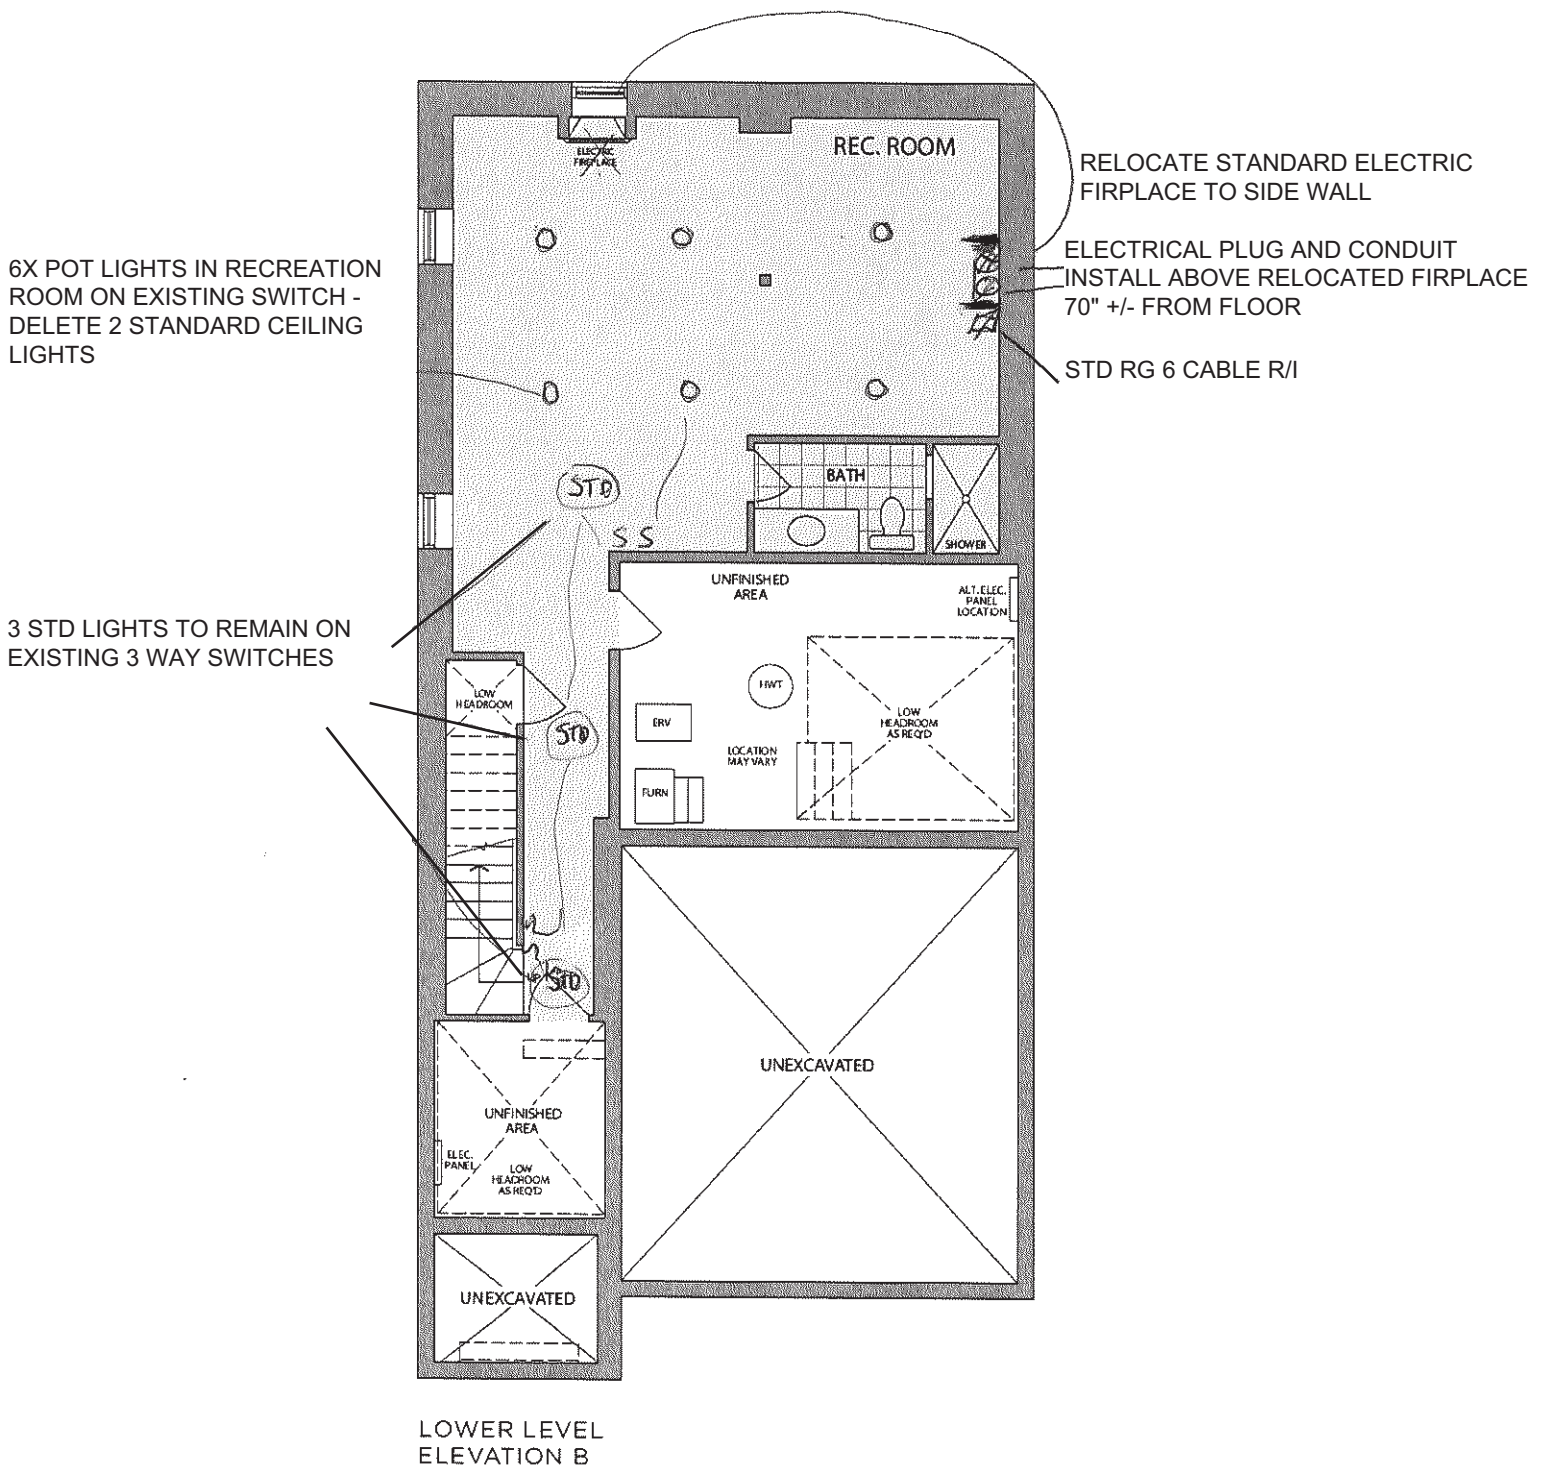 REC. ROOM
ELECTRIC
FIREPLACE
RELOCATE STANDARD ELECTRIC
FIRPLACE TO SIDE WALL
ELECTRICAL PLUG AND CONDUIT
INSTALL ABOVE RELOCATED FIRPLACE
70" +/- FROM FLOOR
STD RG 6 CABLE R/I
6X POT LIGHTS IN RECREATION
ROOM ON EXISTING SWITCH -
DELETE 2 STANDARD CEILING
LIGHTS
STD
S S
BATH
SHOWER
UNFINISHED
AREA
ALT. ELEC.
PANEL
LOCATION
3 STD LIGHTS TO REMAIN ON
EXISTING 3 WAY SWITCHES
LOW
HEADROOM
HWT
ERV
STD
LOW
HEADROOM
AS REQ'D
LOCATION
MAY VARY
FURN
UP
STD
UNEXCAVATED
UNFINISHED
AREA
ELEC.
PANEL
LOW
HEADROOM
AS REQ'D
UNEXCAVATED
LOWER LEVEL
ELEVATION B